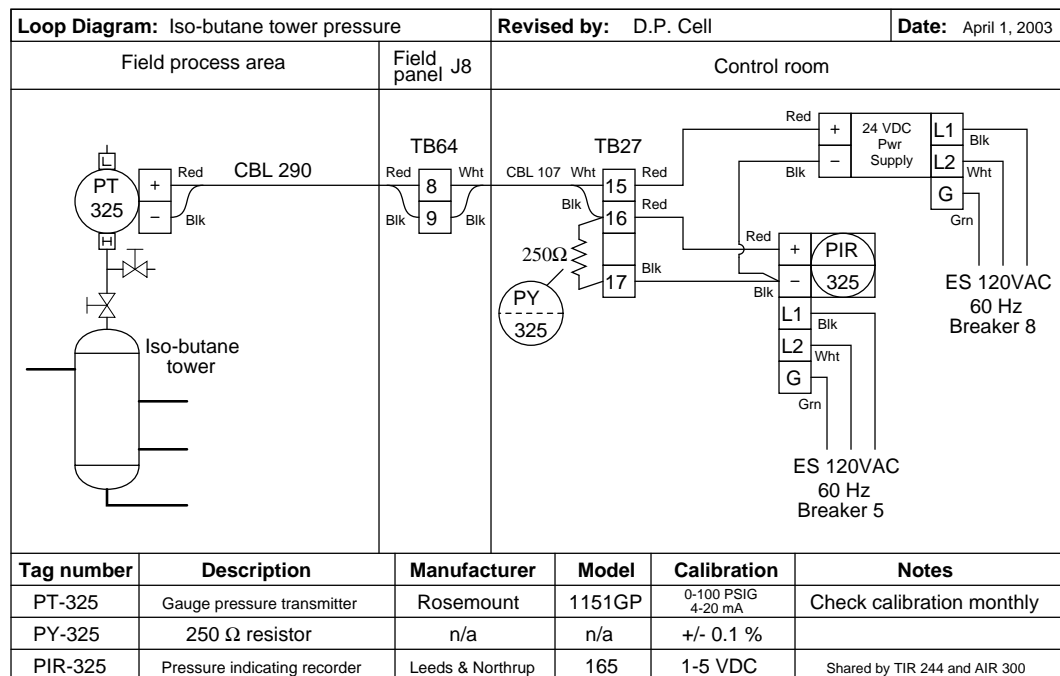 Loop Diagram: Iso-butane tower pressure
Revised by: D.P. Cell
Date: April 1, 2003
Field process area
Field panel J8
Control room
L
PT
325
H
+
−
Red
Blk
CBL 290
TB64
Red
Blk
8
9
Wht
Blk
CBL 107
TB27
Wht
Blk
15
16
17
Red
Red
Blk
250Ω
PY
325
Red
Blk
+
−
24 VDC
Pwr
Supply
L1
L2
G
Blk
Wht
Grn
ES 120VAC
60 Hz
Breaker 8
Red
Blk
+
−
PIR
325
L1
L2
G
Blk
Wht
Grn
ES 120VAC
60 Hz
Breaker 5
Iso-butane
tower
Tag number Description Manufacturer Model Calibration Notes
PT-325 Gauge pressure transmitter Rosemount 1151GP 0-100 PSIG 4-20 mA Check calibration monthly
PY-325 250 Ω resistor n/a n/a +/- 0.1 %
PIR-325 Pressure indicating recorder Leeds & Northrup 165 1-5 VDC Shared by TIR 244 and AIR 300